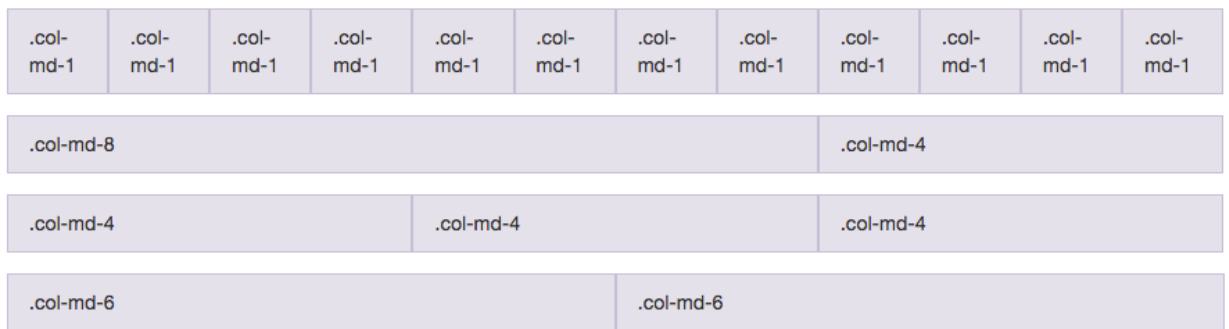 .col- .col- .col- .col- .col- .col- .col- .col- .col- .col- .col- .col-
md-1 md-1 md-1 md-1 md-1 md-1 md-1 md-1 md-1 md-1 md-1 md-1
.col-md-8 .col-md-4
.col-md-4 .col-md-4 .col-md-4
.col-md-6 .col-md-6